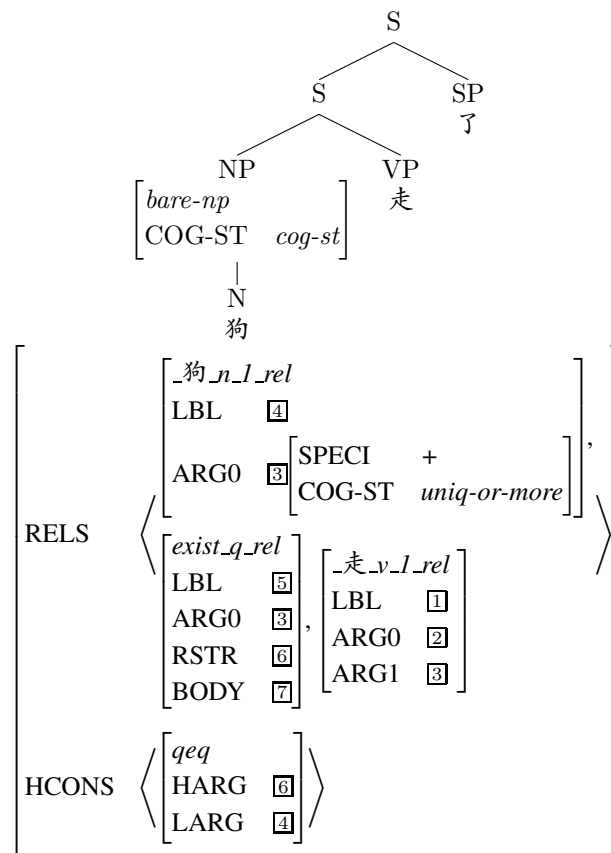 S
S SP
了
NP VP
bare-np 走
COG-ST cog-st
N
狗
_狗_n_1_rel
LBL 4
SPECI +
ARG0 3
COG-ST uniq-or-more
,
RELS
exist_q_rel _走_v_1_rel
LBL 5 LBL 1
ARG0 3 , ARG0 2
RSTR 6 ARG1 3
BODY 7
qeq
HCONS HARG 6
LARG 4